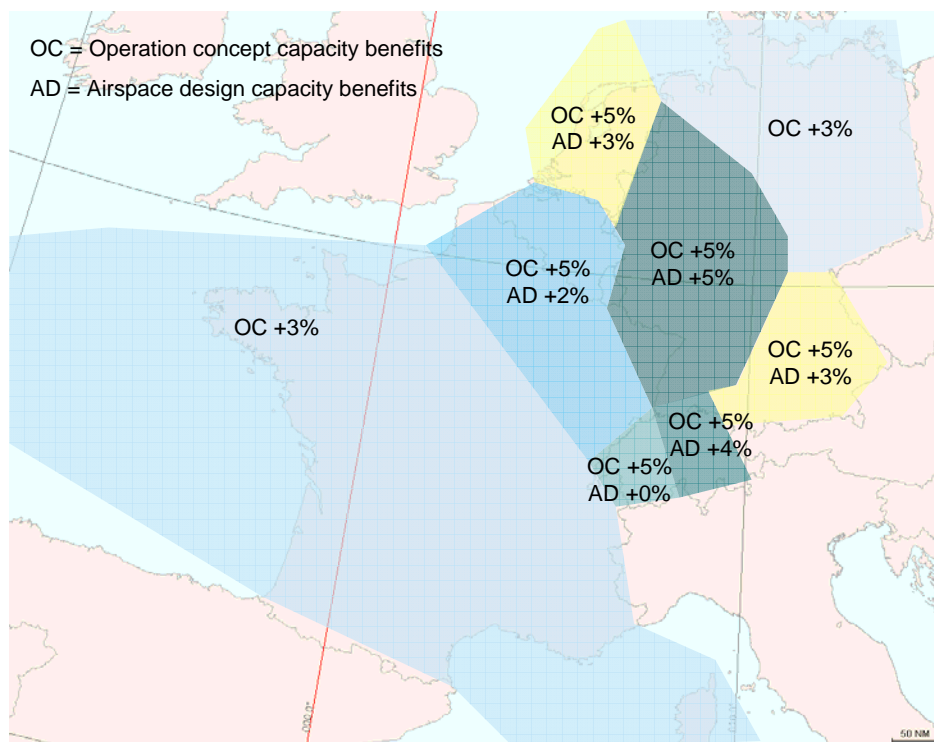 OC = Operation concept capacity benefits
AD = Airspace design capacity benefits
OC +5%
AD +3%
OC +3%
OC +5%
AD +5%
OC +5%
AD +2%
OC +3%
OC +5%
AD +3%
OC +5%
AD +4%
OC +5%
AD +0%
50 NM